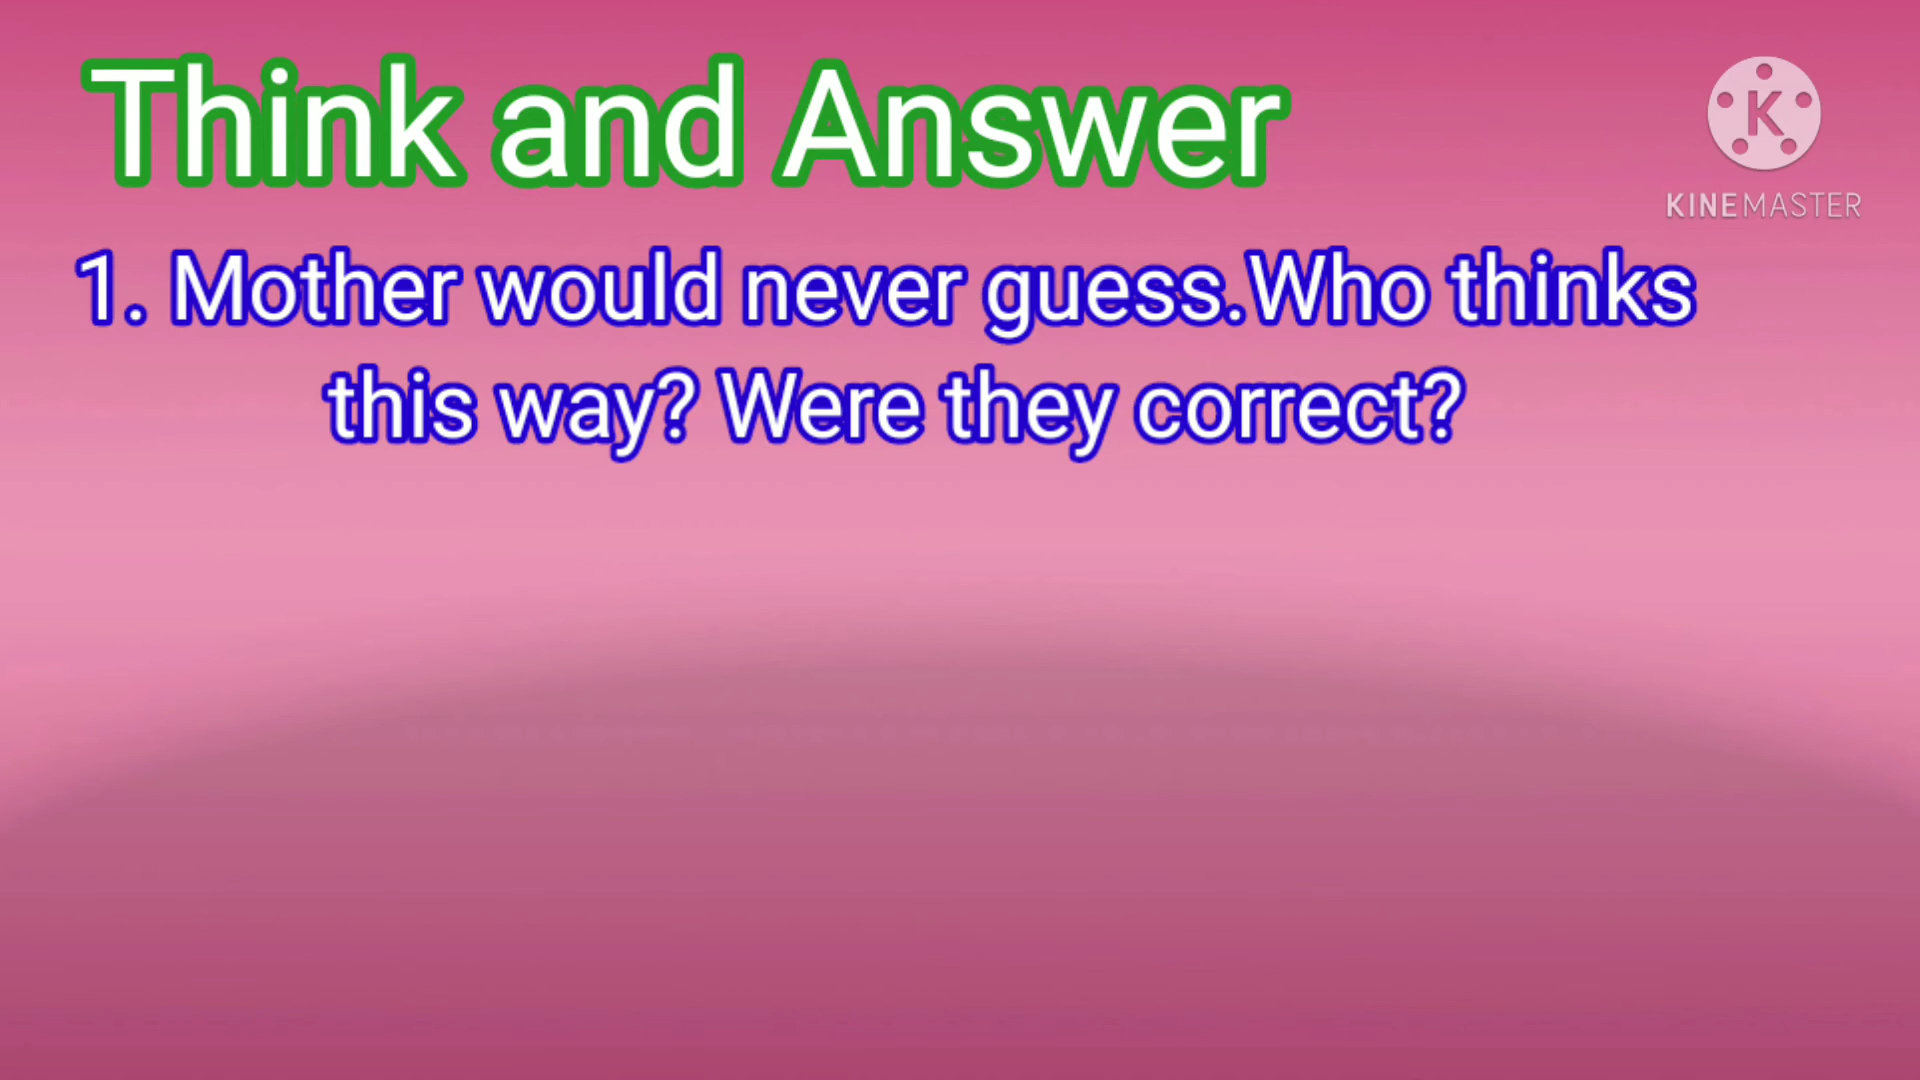 Think and Answer
K
KINEMASTER
1. Mother would never guess.Who thinks
this way? Were they correct?